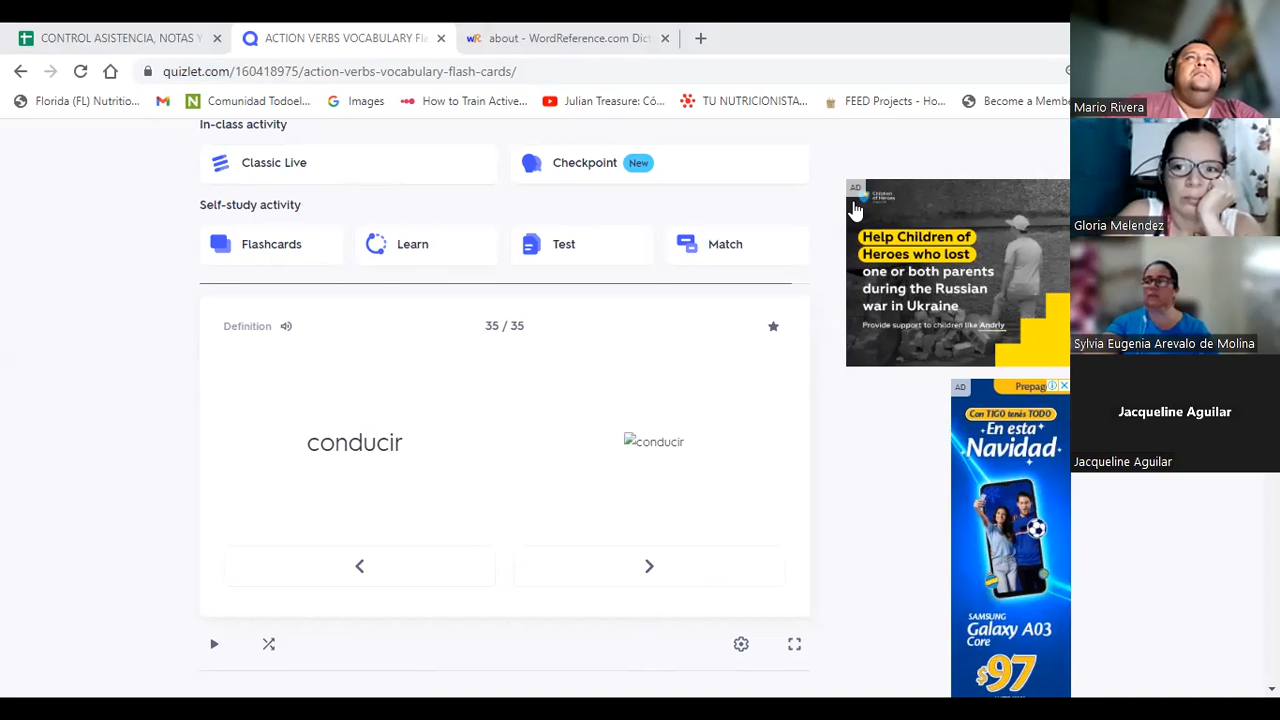 CONTROL ASISTENCIA, NOTAS Y
ACTION VERBS VOCABULARY Fl
about - WordReference.com Dict
quizlet.com/160418975/action-verbs-vocabulary-flash-cards/
Florida (FL) Nutritio...
Comunidad Todoel...
Images
How to Train Active...
Julian Treasure: Có...
TU NUTRICIONISTA...
FEED Projects - Ho...
Become a Membe
In-class activity
Classic Live
Checkpoint New
Self-study activity
Flashcards
Learn
Test
Match
Definition
35 / 35
conducir
conducir
AD
Children
of Heroes
Help Children of
Heroes who lost
one or both parents
during the Russian
war in Ukraine
Provide support to children like Andriy
AD
Prepag
Con TIGO tenés TODO
En esta
Navidad
SAMSUNG
Galaxy A03
Core
$97
Mario Rivera
Gloria Melendez
Sylvia Eugenia Arevalo de Molina
Jacqueline Aguilar
Jacqueline Aguilar